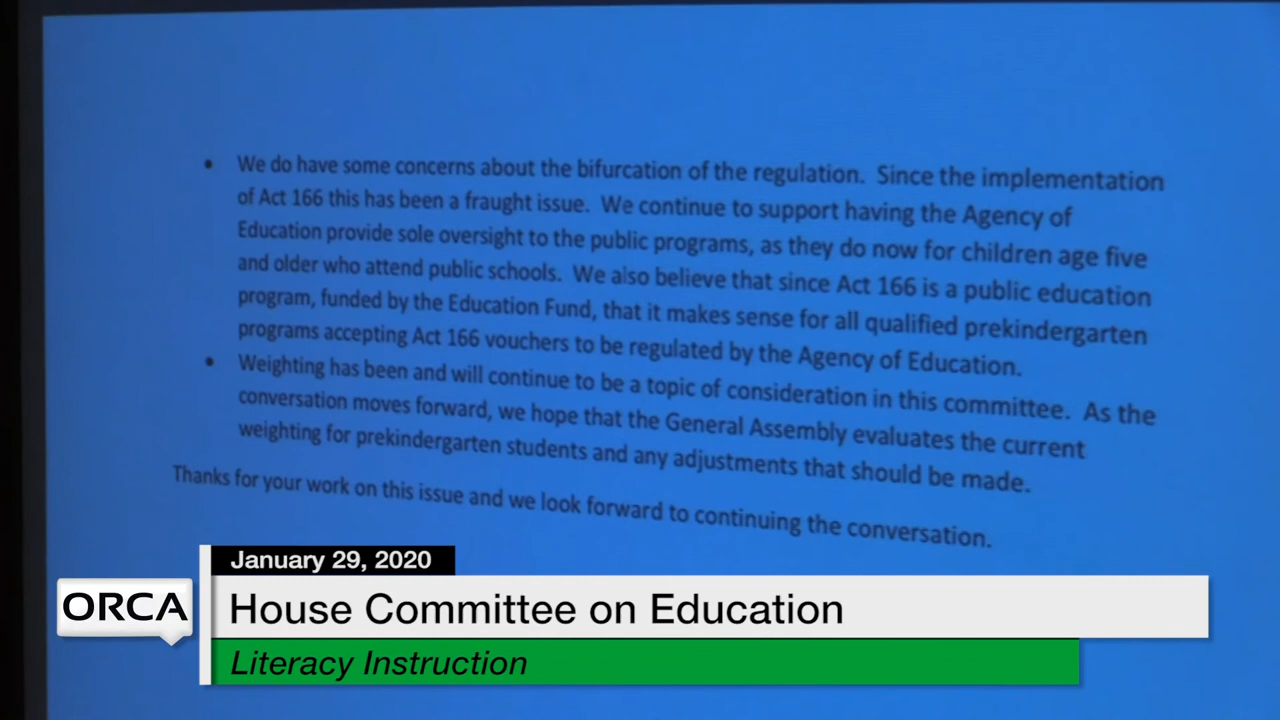 • We do have some concerns about the bifurcation of the regulation. Since the implementation
of Act 166 this has been a fraught issue. We continue to support having the Agency of
Education provide sole oversight to the public programs, as they do now for children age five
and older who attend public schools. We also believe that since Act 166 is a public education
program, funded by the Education Fund, that it makes sense for all qualified prekindergarten
programs accepting Act 166 vouchers to be regulated by the Agency of Education.
• Weighting has been and will continue to be a topic of consideration in this committee. As the
conversation moves forward, we hope that the General Assembly evaluates the current
weighting for prekindergarten students and any adjustments that should be made.
Thanks for your work on this issue and we look forward to continuing the conversation.
January 29, 2020
ORCA
House Committee on Education
Literacy Instruction